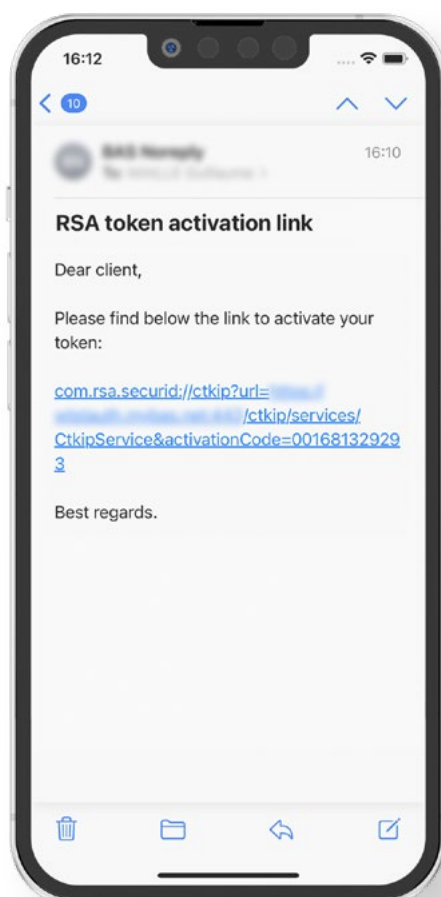 16:12
10
16:10
RSA token activation link
Dear client,
Please find below the link to activate your
token:
com.rsa.securid://ctkip?url=
/ctkip/services/
CtkipService&activationCode=00168132929
3
Best regards.